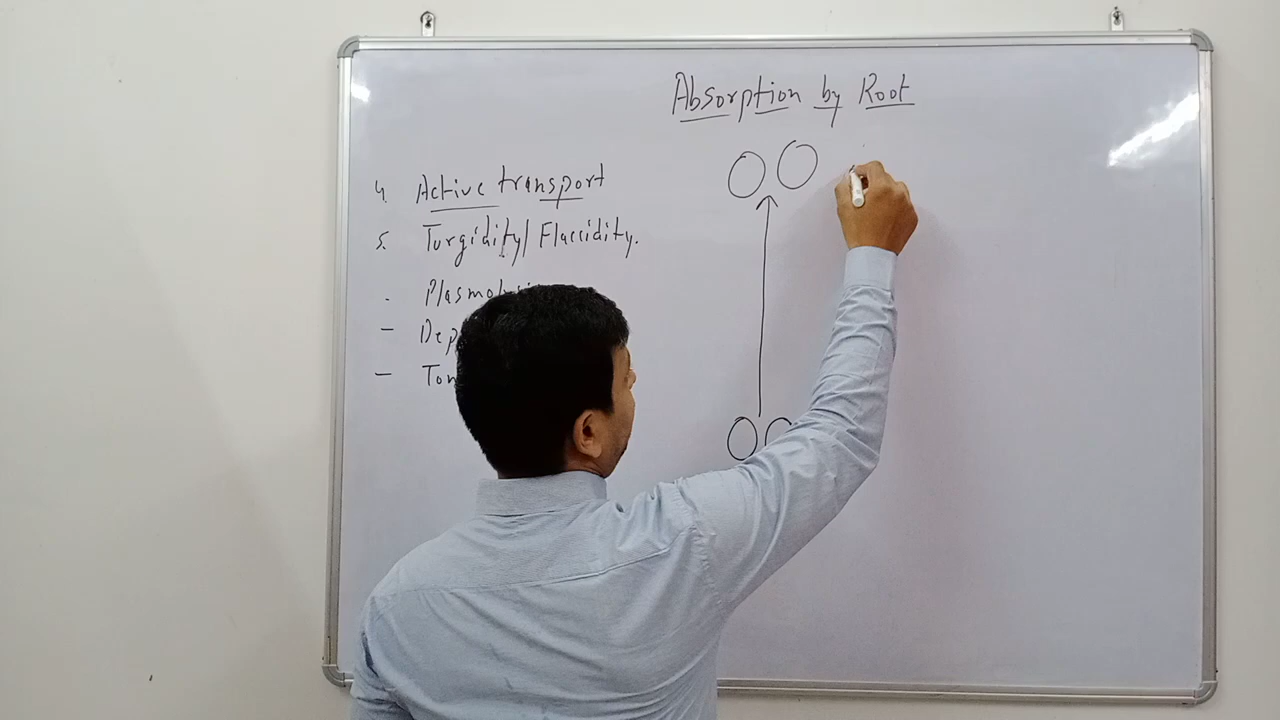 Absorption by Root
4. Active transport
5. Turgidity/ Flaccidity.
-
-